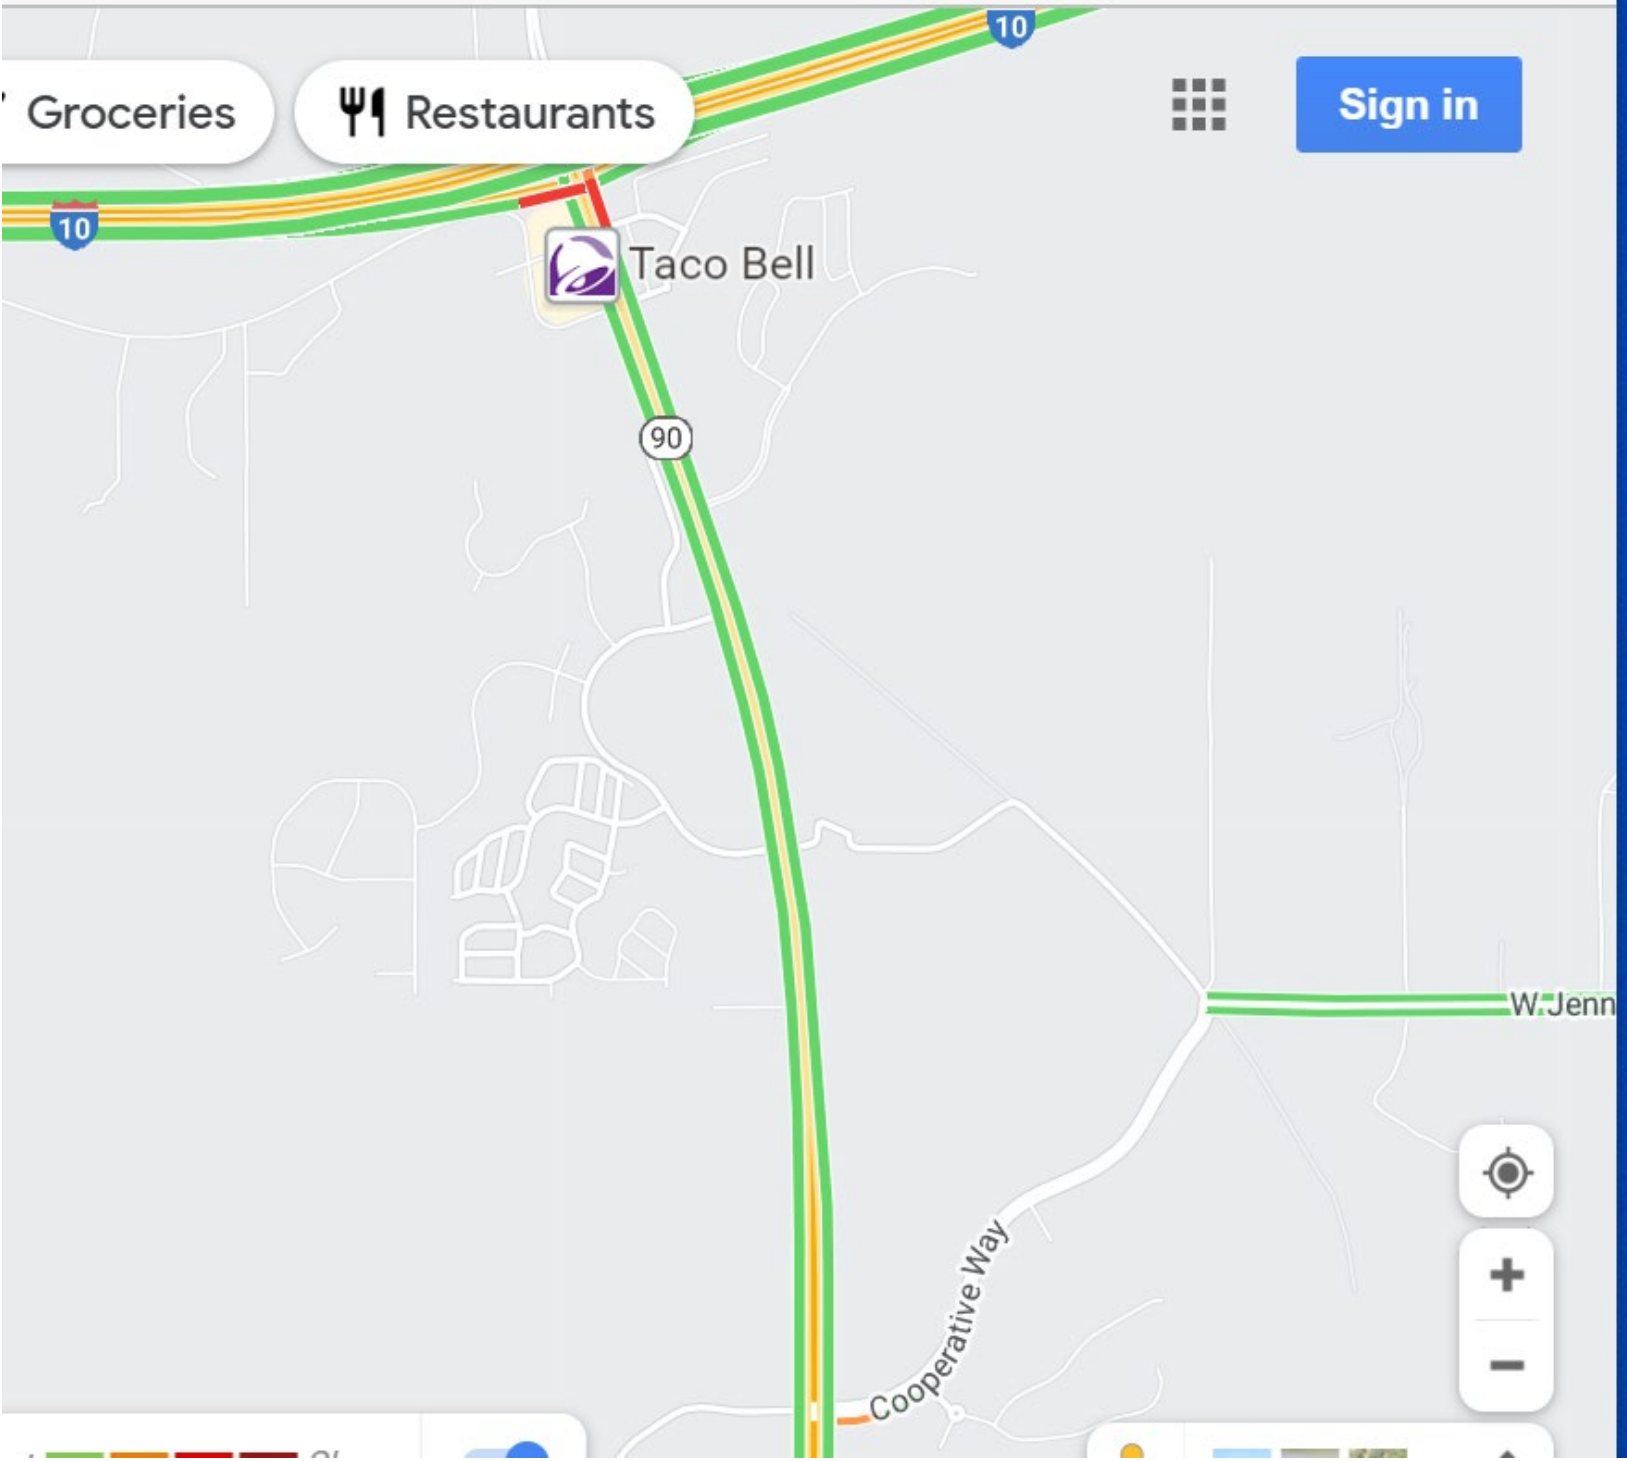 10
Groceries
Restaurants
Sign in
10
Taco Bell
90
W Jenn
Cooperative Way